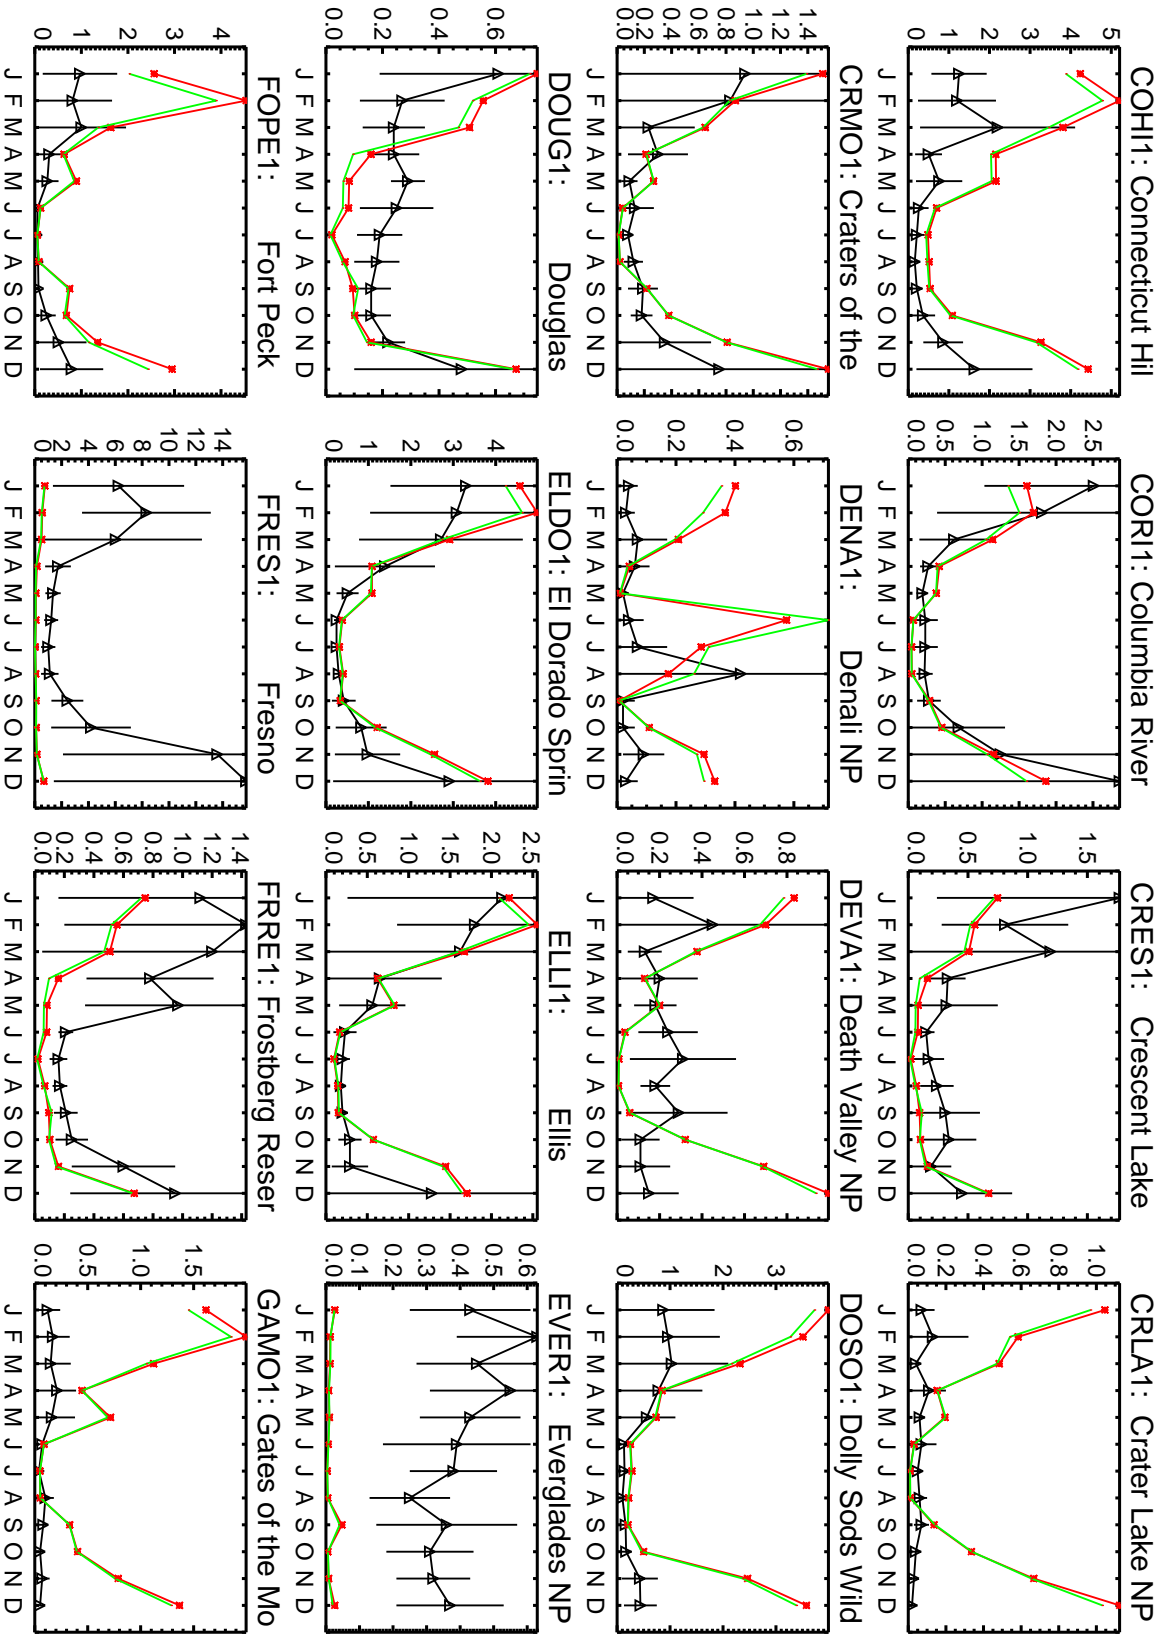 COHI1: Connecticut Hil
5
4
3
2
1
0
J F M A M J J A S O N D
CORI1: Columbia River
2.5
2.0
1.5
1.0
0.5
0.0
J F M A M J J A S O N D
CRES1: Crescent Lake
1.5
1.0
0.5
0.0
J F M A M J J A S O N D
CRLA1: Crater Lake NP
1.0
0.8
0.6
0.4
0.2
0.0
J F M A M J J A S O N D
CRMO1: Craters of the
1.4
1.2
1.0
0.8
0.6
0.4
0.2
0.0
J F M A M J J A S O N D
DENA1: Denali NP
0.6
0.4
0.2
0.0
J F M A M J J A S O N D
DEVA1: Death Valley NP
0.8
0.6
0.4
0.2
0.0
J F M A M J J A S O N D
DOSO1: Dolly Sods Wild
3
2
1
0
J F M A M J J A S O N D
DOUG1: Douglas
0.6
0.4
0.2
0.0
J F M A M J J A S O N D
ELDO1: El Dorado Sprin
4
3
2
1
0
J F M A M J J A S O N D
ELLI1: Ellis
2.5
2.0
1.5
1.0
0.5
0.0
J F M A M J J A S O N D
EVER1: Everglades NP
0.6
0.5
0.4
0.3
0.2
0.1
0.0
J F M A M J J A S O N D
FOPE1: Fort Peck
4
3
2
1
0
J F M A M J J A S O N D
FRES1: Fresno
14
12
10
8
6
4
2
0
J F M A M J J A S O N D
FRRE1: Frostberg Reser
1.4
1.2
1.0
0.8
0.6
0.4
0.2
0.0
J F M A M J J A S O N D
GAMO1: Gates of the Mo
1.5
1.0
0.5
0.0
J F M A M J J A S O N D